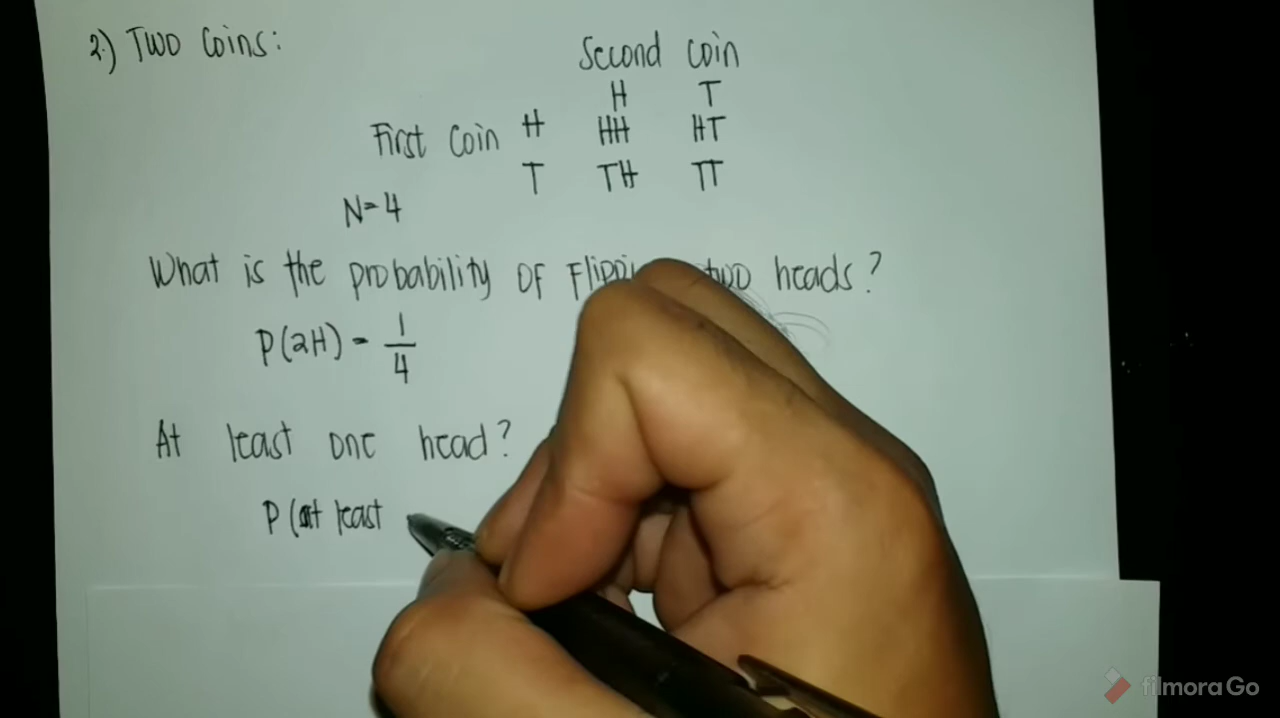 2.) Two Coins:
Second coin
H T
First Coin H HH HT
T TH TT
N=4
What is the probability OF two heads?
P(2H) = 1/4
At least one head?
P (at least
filmoraGo